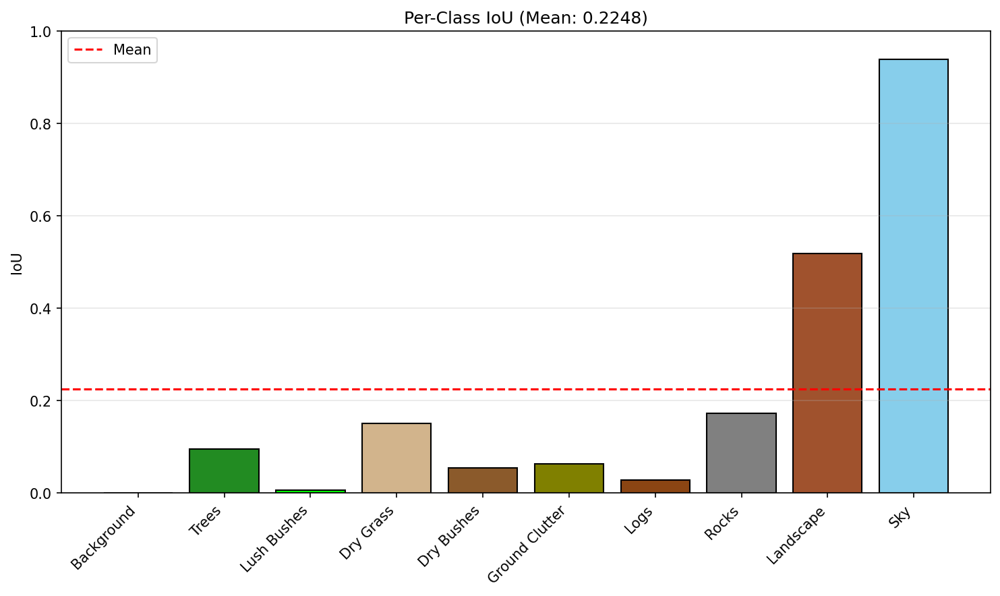 Per-Class IoU (Mean: 0.2248)
Mean
1.0
0.8
0.6
0.4
0.2
0.0
IoU
Background
Trees
Lush Bushes
Dry Grass
Dry Bushes
Ground Clutter
Logs
Rocks
Landscape
Sky